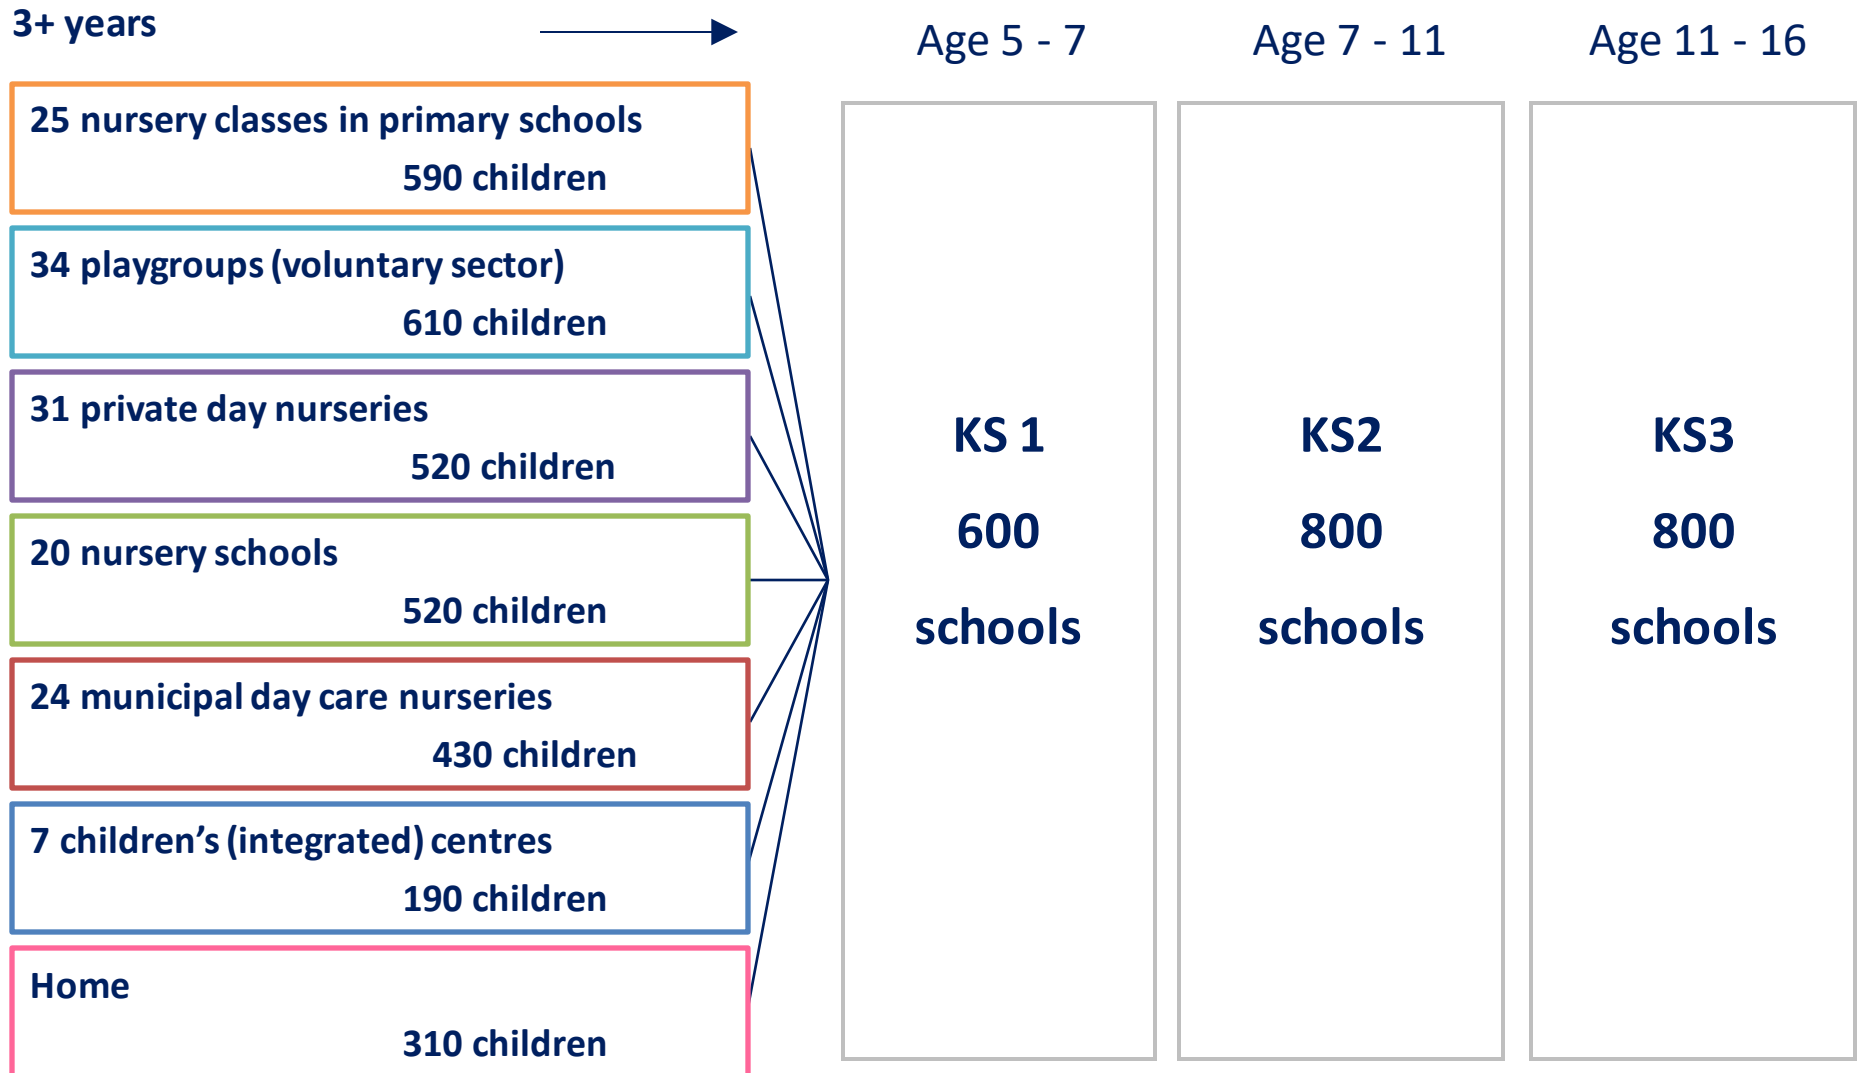 3+ years
25 nursery classes in primary schools
590 children
34 playgroups (voluntary sector)
610 children
31 private day nurseries
520 children
20 nursery schools
520 children
24 municipal day care nurseries
430 children
7 children’s (integrated) centres
190 children
Home
310 children
Age 5 - 7
KS 1
600
schools
Age 7 - 11
KS2
800
schools
Age 11 - 16
KS3
800
schools